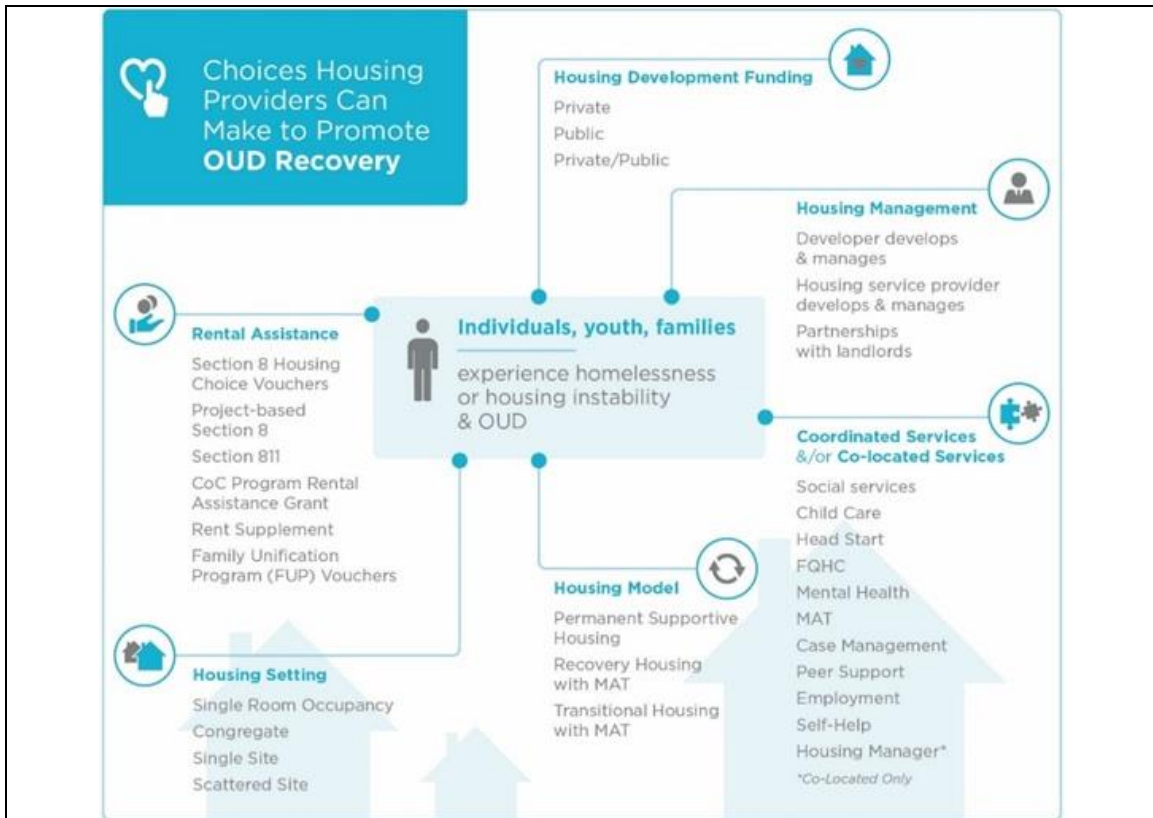 Choices Housing
Providers Can
Make to Promote
OUD Recovery
Housing Development Funding
Private
Public
Private/Public
Housing Management
Developer develops
& manages
Housing service provider
develops & manages
Partnerships
with landlords
Individuals, youth, families
experience homelessness
or housing instability
& OUD
Rental Assistance
Section 8 Housing
Choice Vouchers
Project-based
Section 8
Section 811
CoC Program Rental
Assistance Grant
Rent Supplement
Family Unification
Program (FUP) Vouchers
Coordinated Services
&/or Co-located Services
Social services
Child Care
Head Start
FQHC
Mental Health
MAT
Case Management
Peer Support
Employment
Self-Help
Housing Manager*
*Co-Located Only
Housing Setting
Single Room Occupancy
Congregate
Single Site
Scattered Site
Housing Model
Permanent Supportive
Housing
Recovery Housing
with MAT
Transitional Housing
with MAT